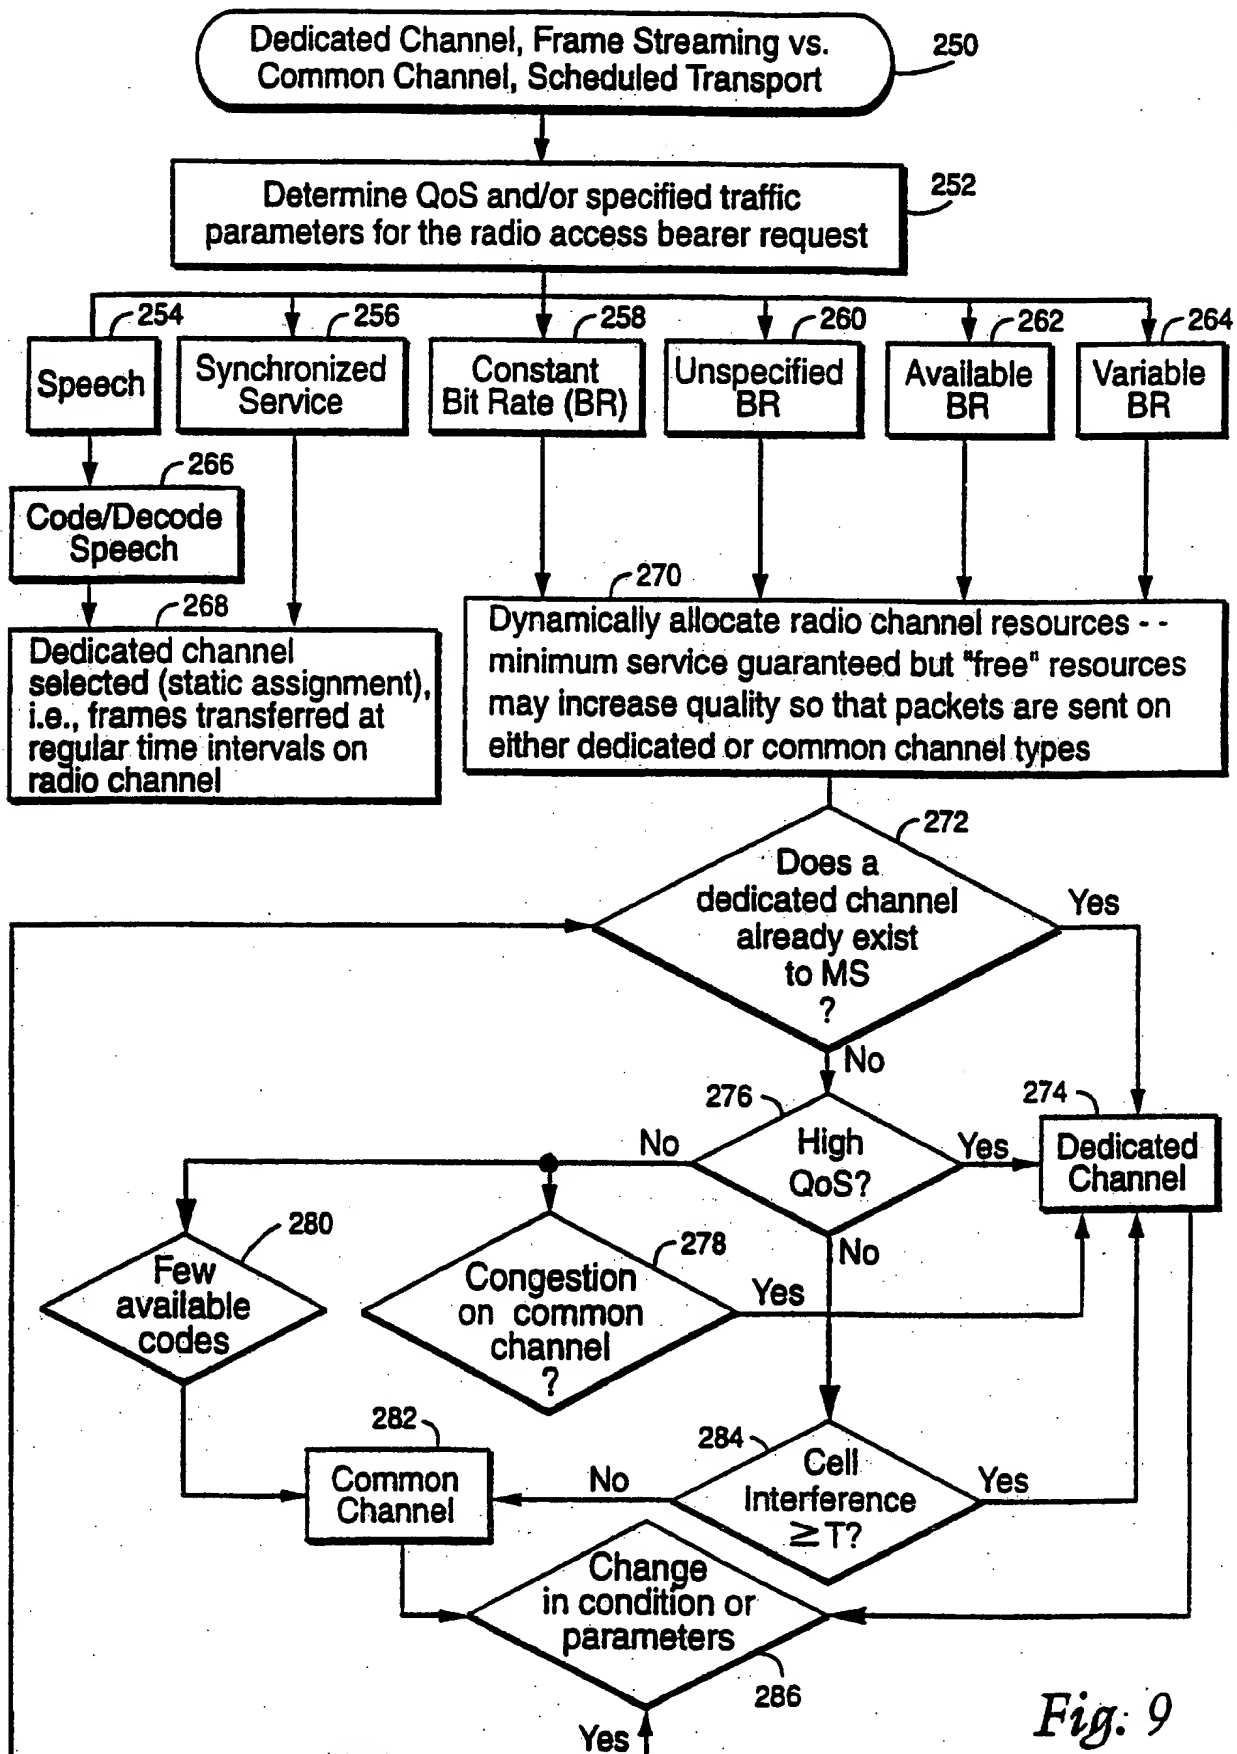 Dedicated Channel, Frame Streaming vs.
Common Channel, Scheduled Transport
250
Determine QoS and/or specified traffic
parameters for the radio access bearer request
252
254
256
258
260
262
264
Speech
Synchronized
Service
Constant
Bit Rate (BR)
Unspecified
BR
Available
BR
Variable
BR
266
Code/Decode
Speech
268
Dedicated channel
selected (static assignment),
i.e., frames transferred at
regular time intervals on
radio channel
270
Dynamically allocate radio channel resources - -
minimum service guaranteed but "free" resources
may increase quality so that packets are sent on
either dedicated or common channel types
272
Does a
dedicated channel
already exist
to MS
?
Yes
No
276
High
QoS?
No
Yes
No
274
Dedicated
Channel
280
Few
available
codes
278
Congestion
on common
channel
?
Yes
282
Common
Channel
284
Cell
Interference
≥ T?
No
Yes
Change
in condition or
parameters
286
Yes
Fig. 9